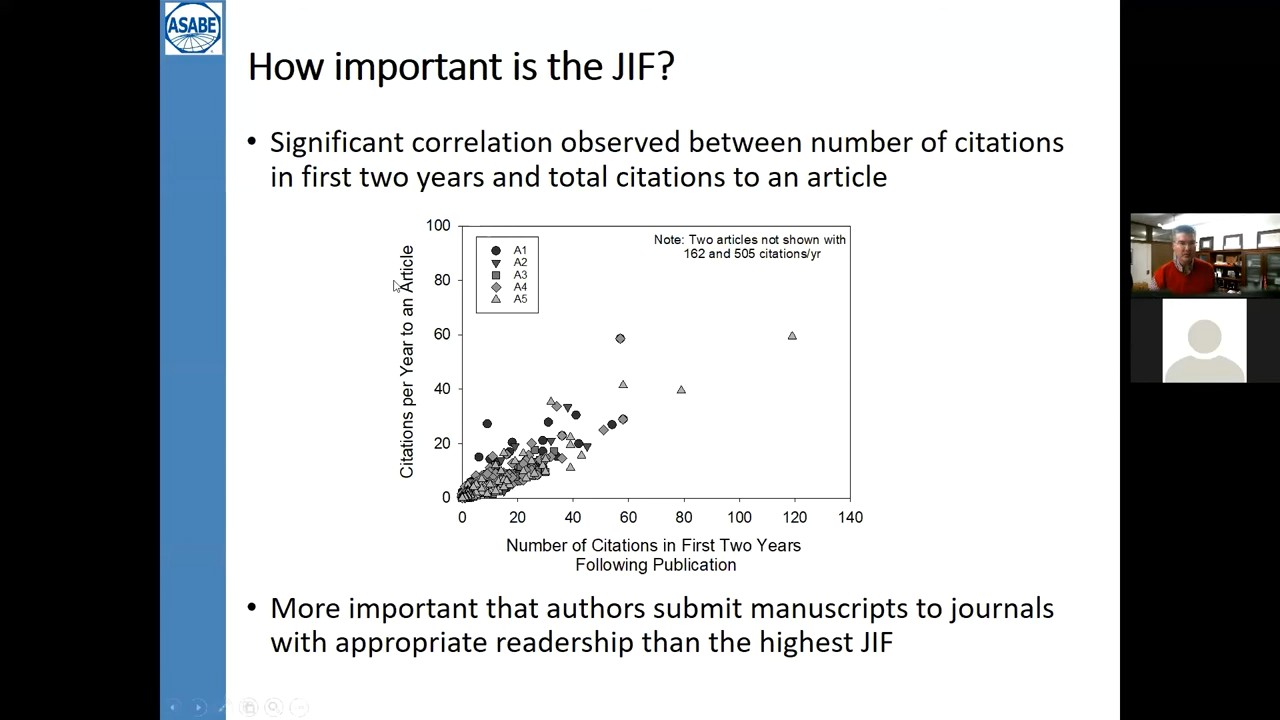 ASABE
How important is the JIF?
• Significant correlation observed between number of citations
in first two years and total citations to an article
Citations per Year to an Article
100
80
60
40
20
0
A1
A2
A3
A4
A5
Note: Two articles not shown with
162 and 505 citations/yr
0 20 40 60 80 100 120 140
Number of Citations in First Two Years
Following Publication
• More important that authors submit manuscripts to journals
with appropriate readership than the highest JIF